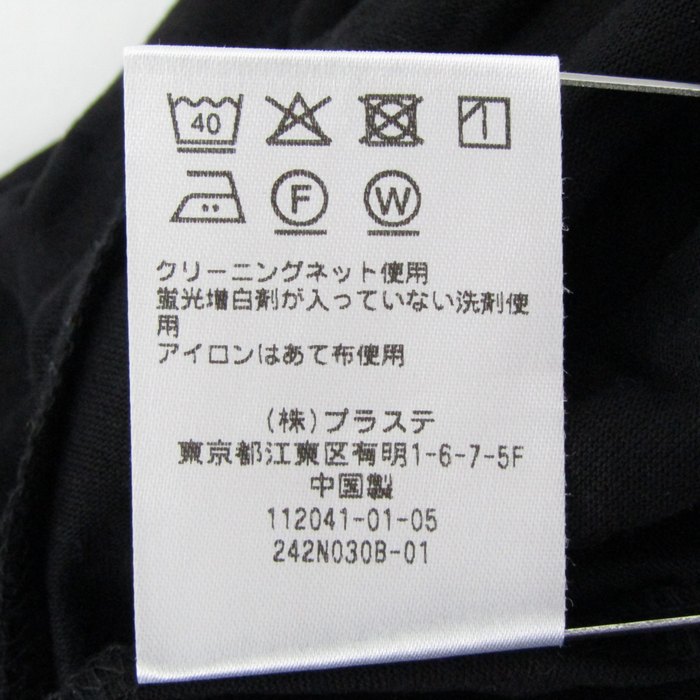 40
F W
クリーニングネット使用
蛍光増白剤が入っていない洗剤使
用
アイロンはあて布使用
(株)プラステ
東京都江東区有明1-6-7-5F
中国製
112041-01-05
242N030B-01